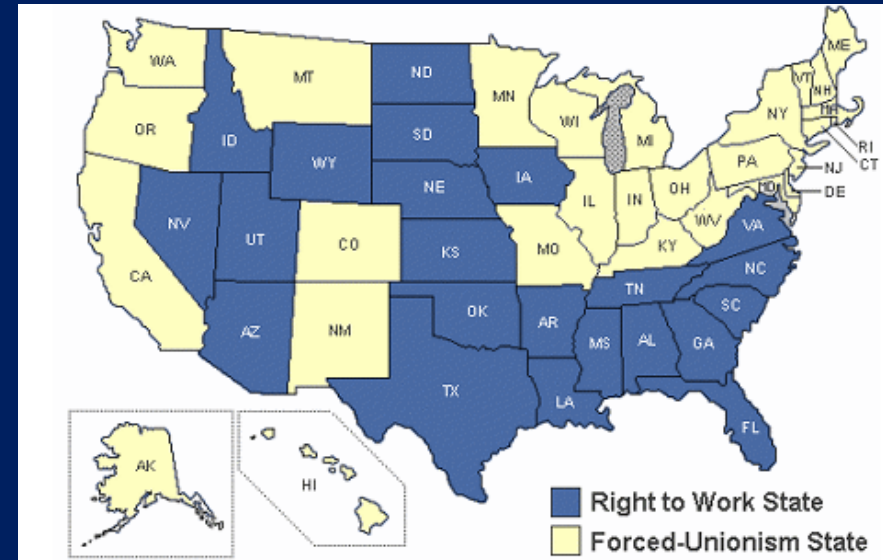 WA
MT
ND
MN
ME
VT
NH
MA
OR
ID
SD
WI
MI
NY
WY
RI
CT
IA
PA
NJ
NE
IL
IN
OH
MD
DE
NV
UT
CO
KS
MO
WV
VA
KY
CA
NC
TN
AZ
NM
OK
AR
SC
MS
AL
GA
TX
LA
FL
AK
HI
Right to Work State
Forced-Unionism State